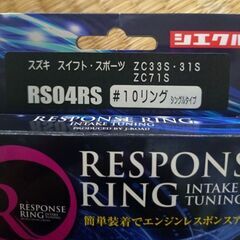 シエクル
スズキ スイフト・スポーツ ZC33S・31S
ZC71S
RS04RS #10リング シングルタイプ
RESPONSE RING INTAKE TUNING
PRODUCED BY J-ROAD
RESPONSE
RING INTAKE TUNING
RESPONSE RING
簡単装着でエンジンレスポンスア